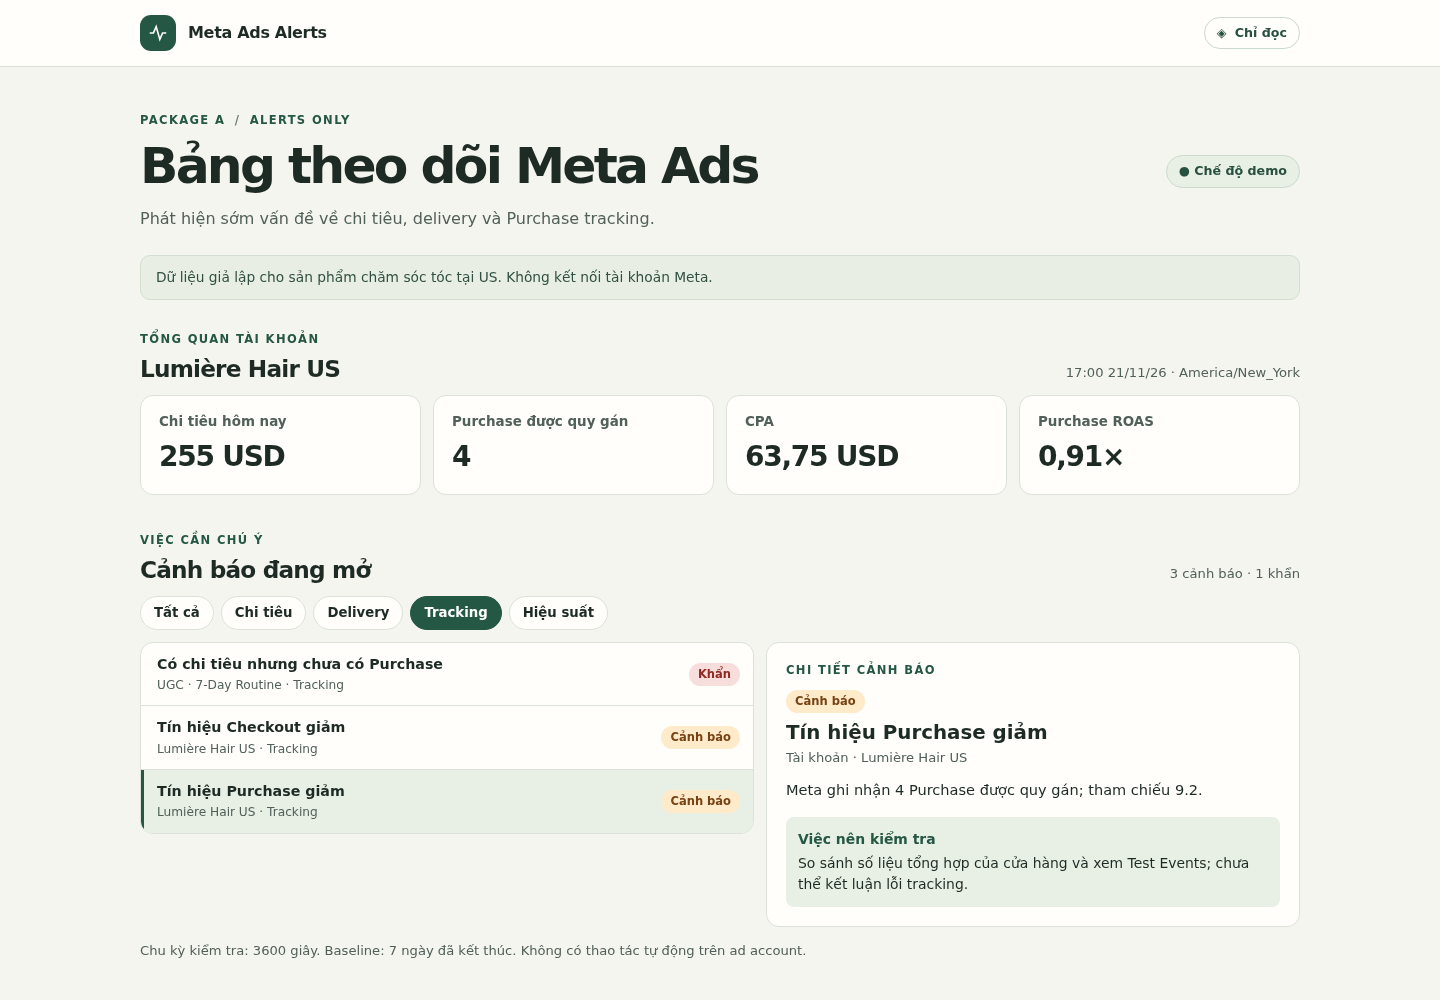 Meta Ads Alerts
◈ Chỉ đọc
PACKAGE A / ALERTS ONLY
Bảng theo dõi Meta Ads
● Chế độ demo
Phát hiện sớm vấn đề về chi tiêu, delivery và Purchase tracking.
Dữ liệu giả lập cho sản phẩm chăm sóc tóc tại US. Không kết nối tài khoản Meta.
TỔNG QUAN TÀI KHOẢN
Lumière Hair US
17:00 21/11/26 · America/New_York
Chi tiêu hôm nay
255 USD
Purchase được quy gán
4
CPA
63,75 USD
Purchase ROAS
0,91×
VIỆC CẦN CHÚ Ý
Cảnh báo đang mở
3 cảnh báo · 1 khẩn
Tất cả
Chi tiêu
Delivery
Tracking
Hiệu suất
Có chi tiêu nhưng chưa có Purchase
UGC · 7-Day Routine · Tracking
Khẩn
Tín hiệu Checkout giảm
Lumière Hair US · Tracking
Cảnh báo
Tín hiệu Purchase giảm
Lumière Hair US · Tracking
Cảnh báo
CHI TIẾT CẢNH BÁO
Cảnh báo
Tín hiệu Purchase giảm
Tài khoản · Lumière Hair US
Meta ghi nhận 4 Purchase được quy gán; tham chiếu 9.2.
Việc nên kiểm tra
So sánh số liệu tổng hợp của cửa hàng và xem Test Events; chưa
thể kết luận lỗi tracking.
Chu kỳ kiểm tra: 3600 giây. Baseline: 7 ngày đã kết thúc. Không có thao tác tự động trên ad account.